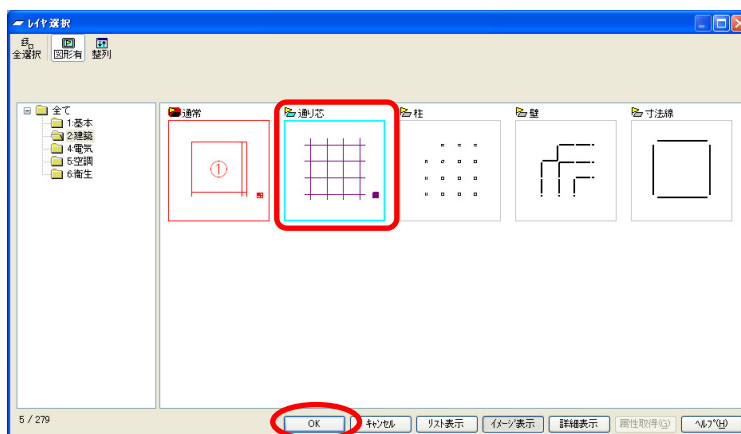 レイヤ選択
全選択 図形有 整列
全て
1:基本
2:建築
4:電気
5:空調
6:衛生
通常 通り芯 柱 壁 寸法線
①
5 / 279
OK キャンセル リスト表示 イメージ表示 詳細表示 属性取得(G) ヘルプ(H)